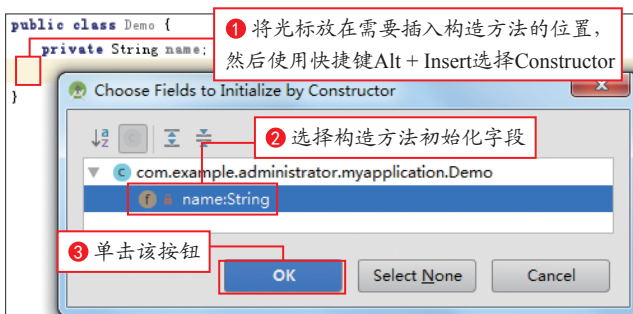 public class Demo {
private String name;
}
❶ 将光标放在需要插入构造方法的位置，
然后使用快捷键Alt + Insert选择Constructor
Choose Fields to Initialize by Constructor
❷ 选择构造方法初始化字段
com.example.administrator.myapplication.Demo
name:String
❸ 单击该按钮
OK
Select None
Cancel